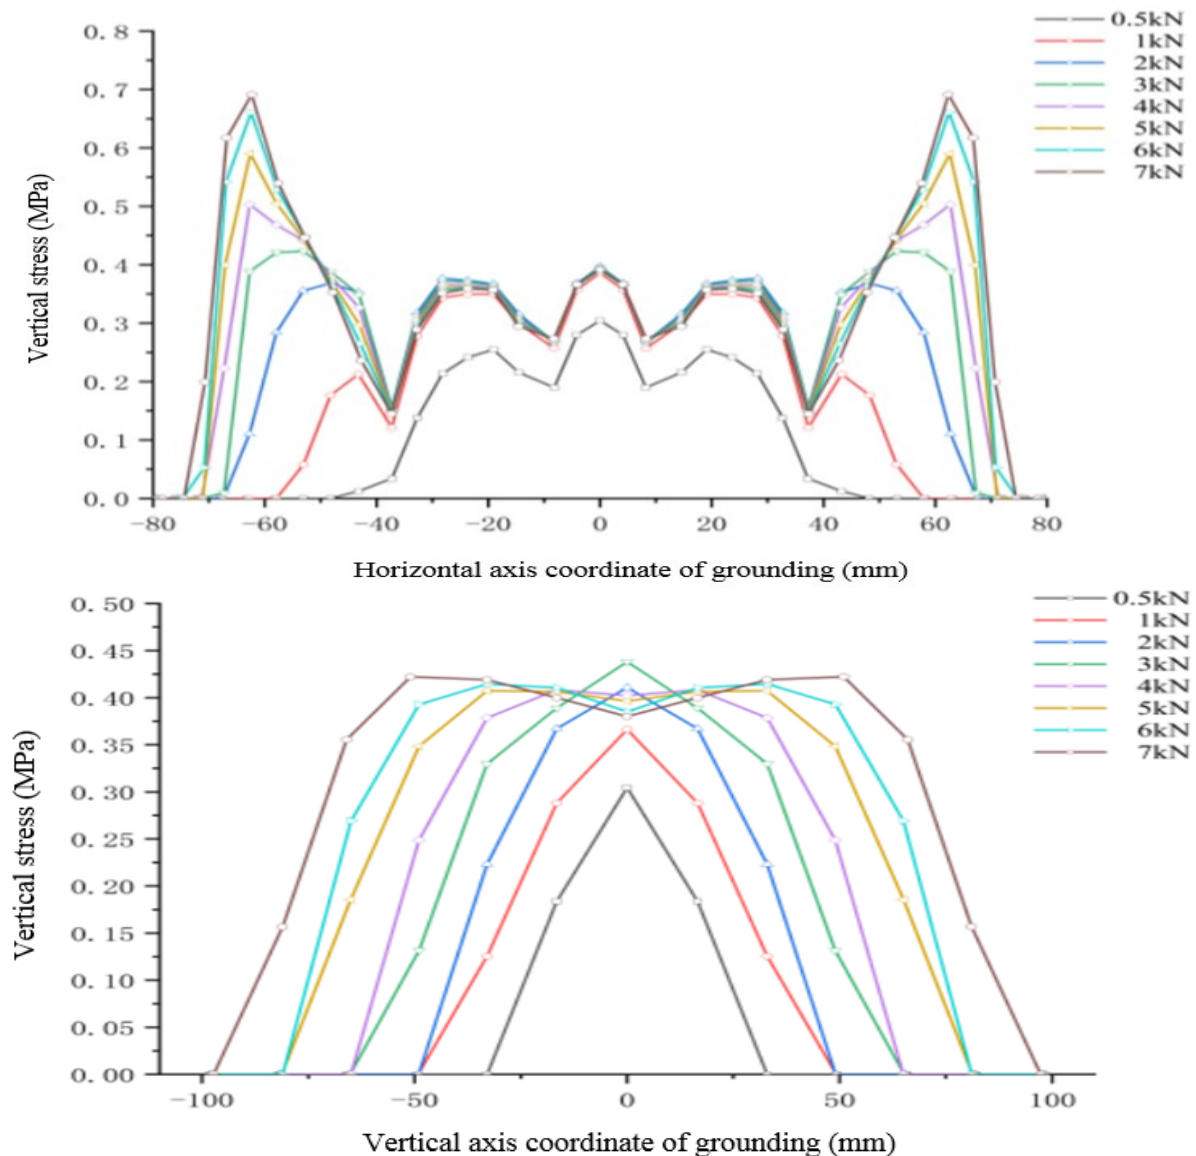 0.5kN
1kN
2kN
3kN
4kN
5kN
6kN
7kN
Vertical stress (MPa)
0. 8
0. 7
0. 6
0. 5
0. 4
0. 3
0. 2
0. 1
0. 0
−80 −60 −40 −20 0 20 40 60 80
Horizontal axis coordinate of grounding (mm)
0.5kN
1kN
2kN
3kN
4kN
5kN
6kN
7kN
Vertical stress (MPa)
0. 50
0. 45
0. 40
0. 35
0. 30
0. 25
0. 20
0. 15
0. 10
0. 05
0. 00
−100 −50 0 50 100
Vertical axis coordinate of grounding (mm)